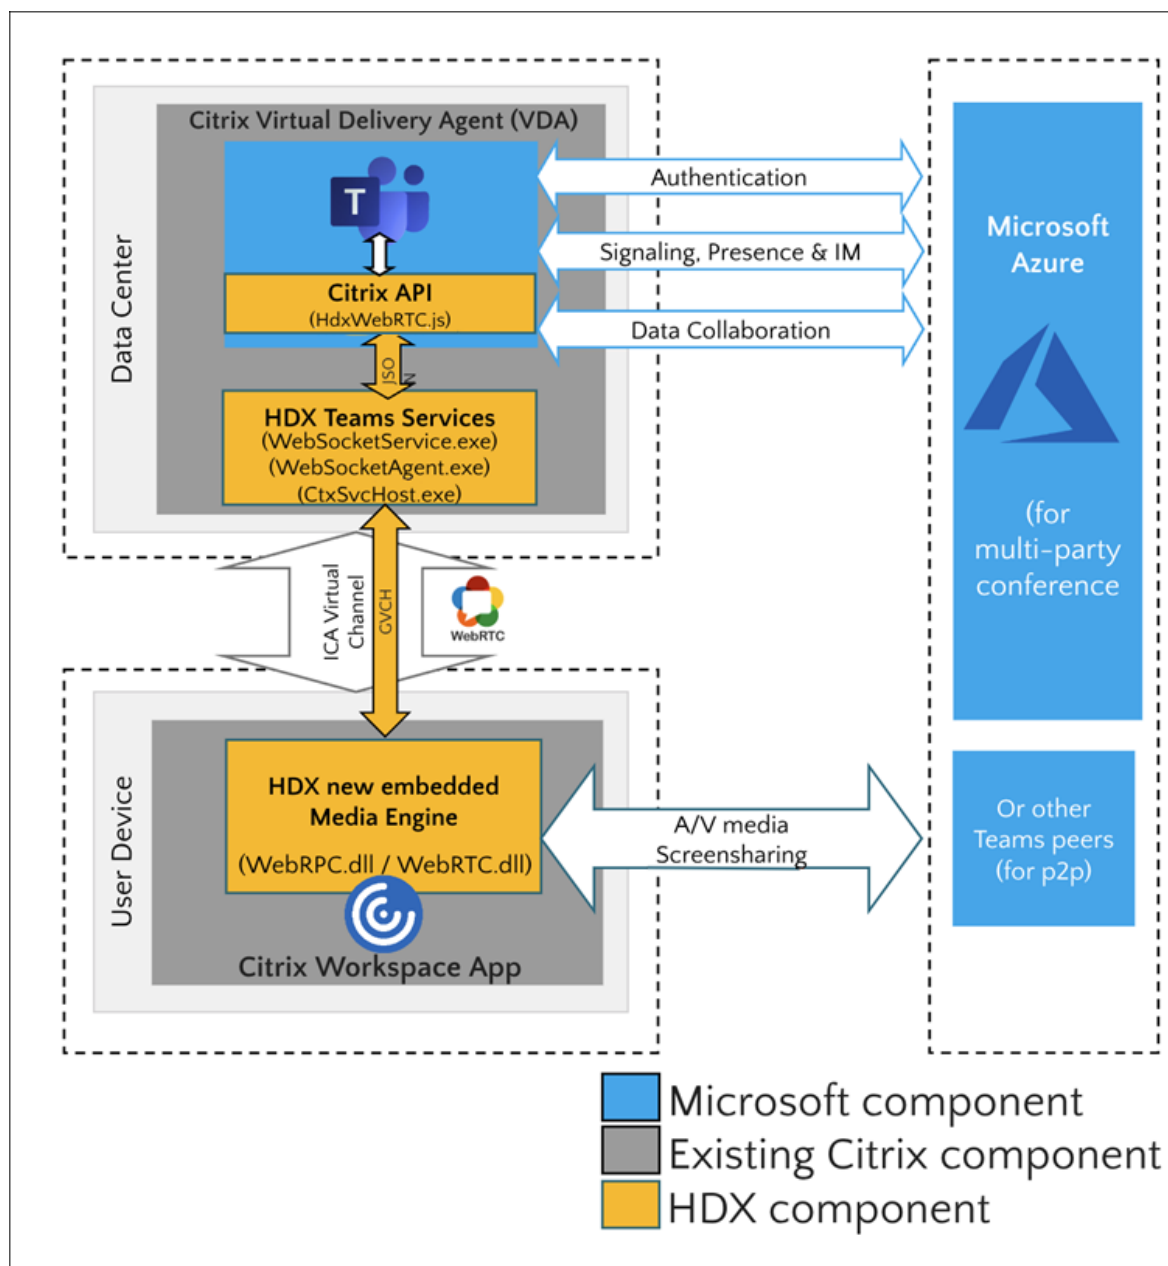 Citrix Virtual Delivery Agent (VDA)
T
Citrix API
(HdxWebRTC.js)
JSO
N
HDX Teams Services
(WebSocketService.exe)
(WebSocketAgent.exe)
(CtxSvcHost.exe)
Data Center
Authentication
Signaling, Presence & IM
Data Collaboration
Microsoft
Azure
(for
multi-party
conference
ICA Virtual
Channel
GVCH
WebRTC
User Device
HDX new embedded
Media Engine
(WebRPC.dll / WebRTC.dll)
Citrix Workspace App
A/V media
Screensharing
Or other
Teams peers
(for p2p)
Microsoft component
Existing Citrix component
HDX component